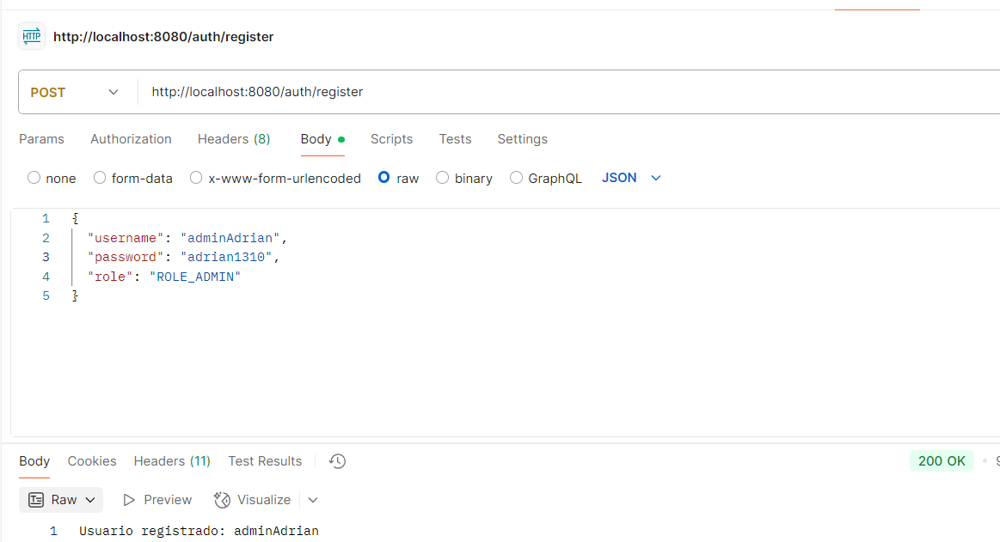 HTTP http://localhost:8080/auth/register
POST http://localhost:8080/auth/register
Params Authorization Headers (8) Body Scripts Tests Settings
none form-data x-www-form-urlencoded raw binary GraphQL JSON
1 {
2 "username": "adminAdrian",
3 "password": "adrian1310",
4 "role": "ROLE_ADMIN"
5 }
Body Cookies Headers (11) Test Results 200 OK
Raw Preview Visualize
1 Usuario registrado: adminAdrian